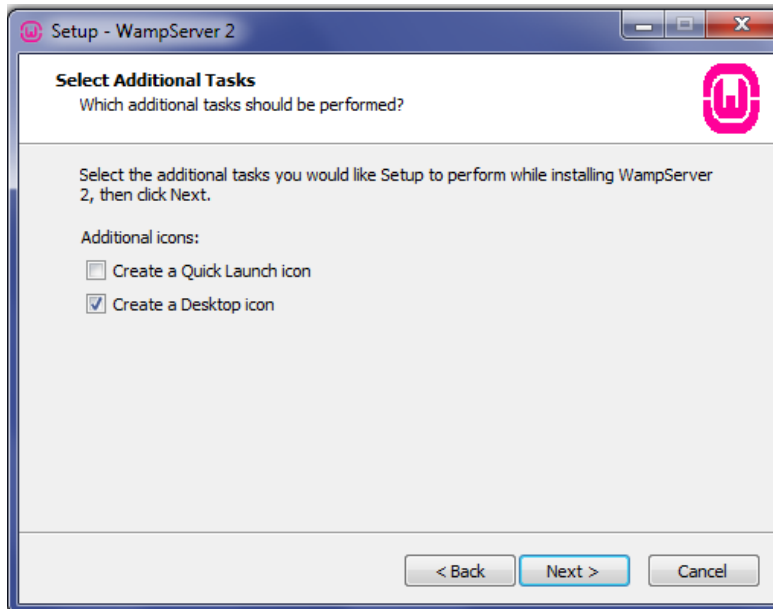 Setup - WampServer 2
Select Additional Tasks
Which additional tasks should be performed?
Select the additional tasks you would like Setup to perform while installing WampServer
2, then click Next.
Additional icons:
Create a Quick Launch icon
Create a Desktop icon
< Back Next > Cancel